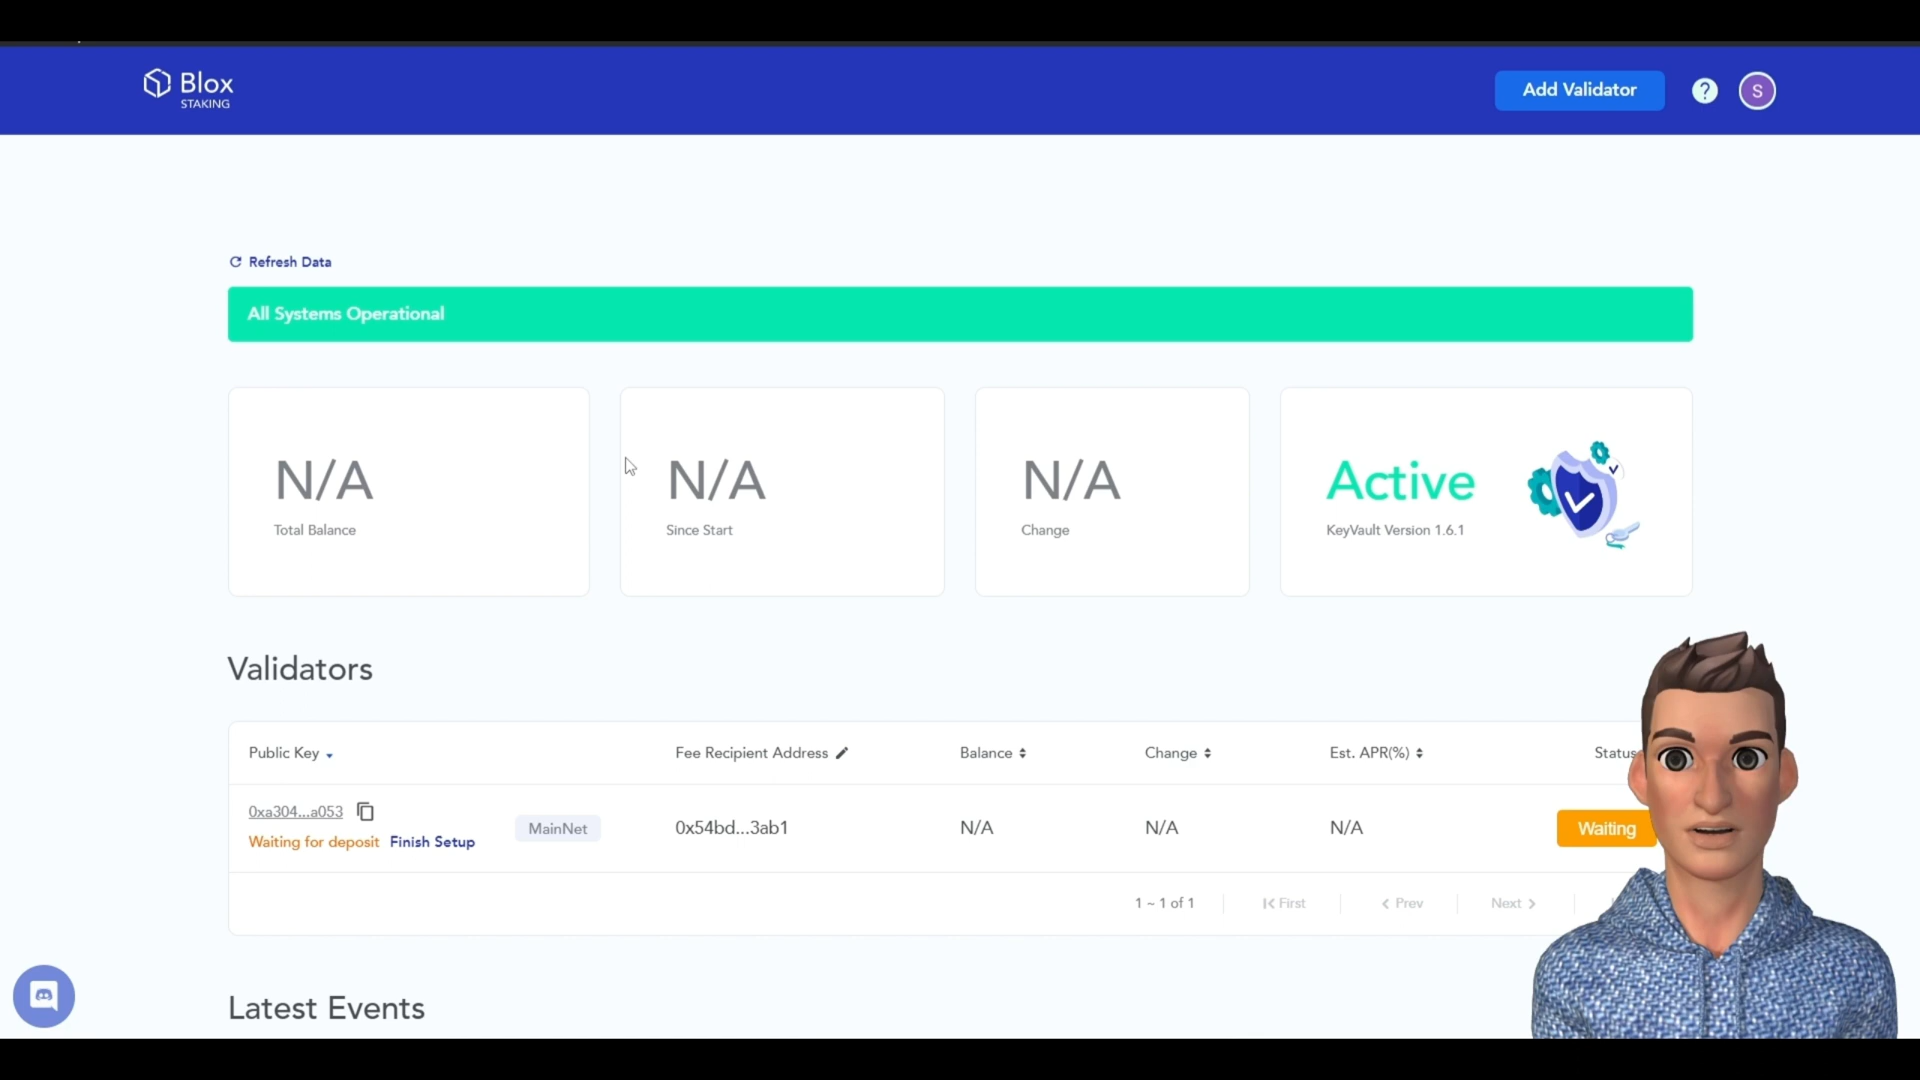 Blox
STAKING
Add Validator
?
S
Refresh Data
All Systems Operational
N/A
Total Balance
N/A
Since Start
N/A
Change
Active
KeyVault Version 1.6.1
Validators
Public Key
Fee Recipient Address
Balance
Change
Est. APR(%)
Status
0xa304...a053
Waiting for deposit Finish Setup
MainNet
0x54bd...3ab1
N/A
N/A
N/A
Waiting
1 ~ 1 of 1
First
Prev
Next
Latest Events